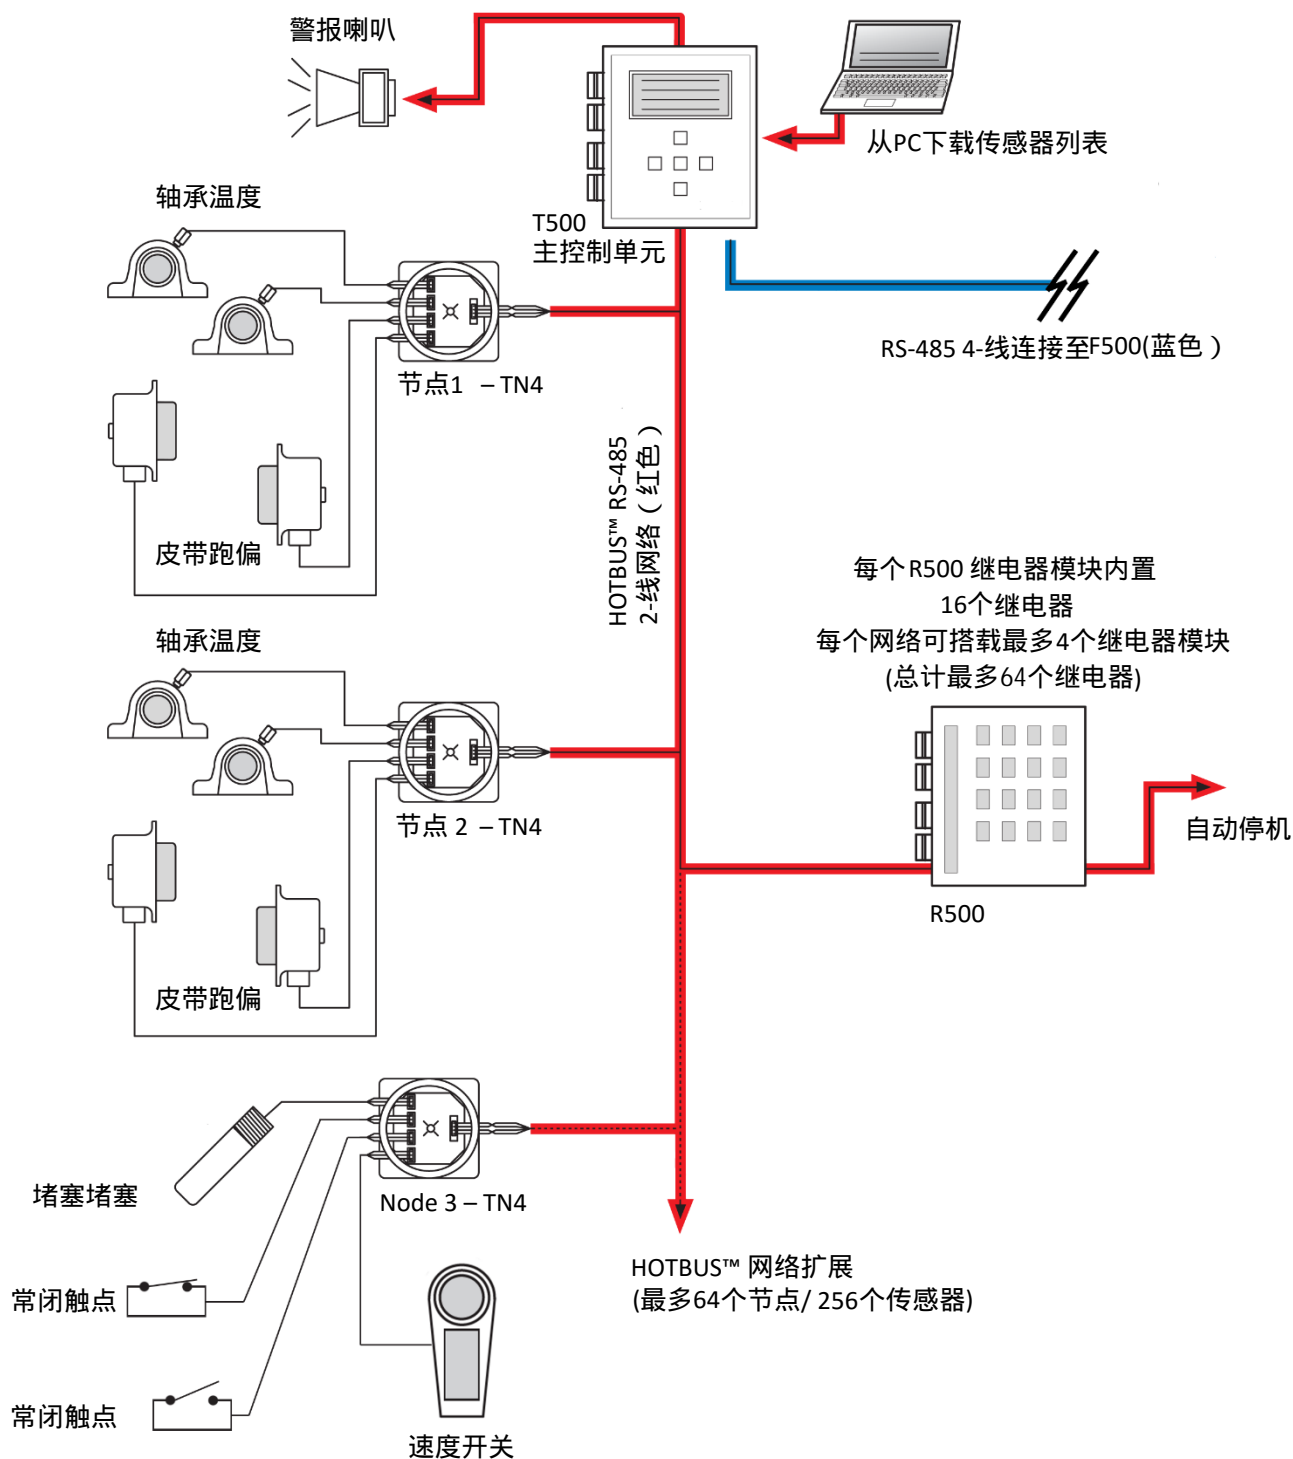 警报喇叭
从PC下载传感器列表
轴承温度
T500
主控制单元
RS-485 4-线连接至F500(蓝色）
节点1 – TN4
HOTBUS™ RS-485
2-线网络（红色）
皮带跑偏
每个R500 继电器模块内置
16个继电器
每个网络可搭载最多4个继电器模块
(总计最多64个继电器)
轴承温度
节点 2 – TN4
自动停机
R500
皮带跑偏
堵塞堵塞
Node 3 – TN4
HOTBUS™ 网络扩展
(最多64个节点/ 256个传感器)
常闭触点
常闭触点
速度开关